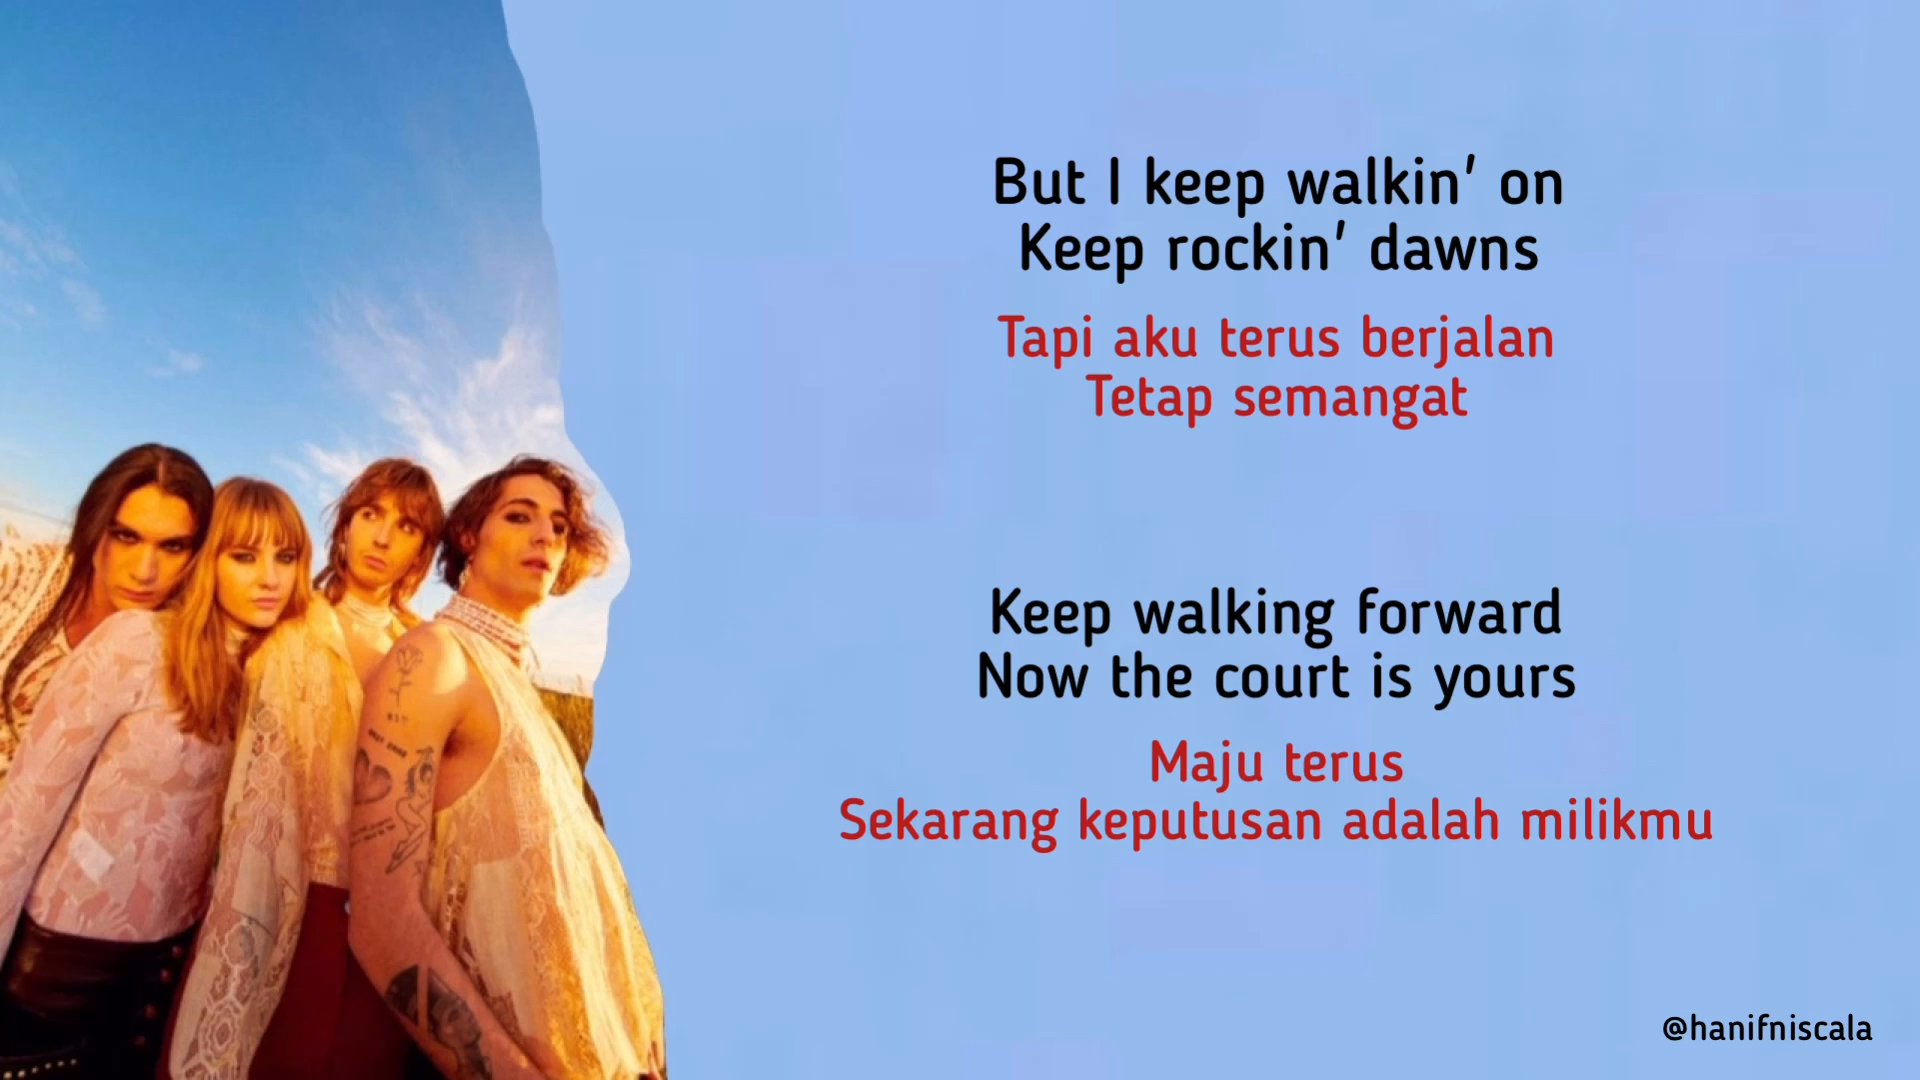 But I keep walkin' on
Keep rockin' dawns
Tapi aku terus berjalan
Tetap semangat
Keep walking forward
Now the court is yours
Maju terus
Sekarang keputusan adalah milikmu
@hanifniscala